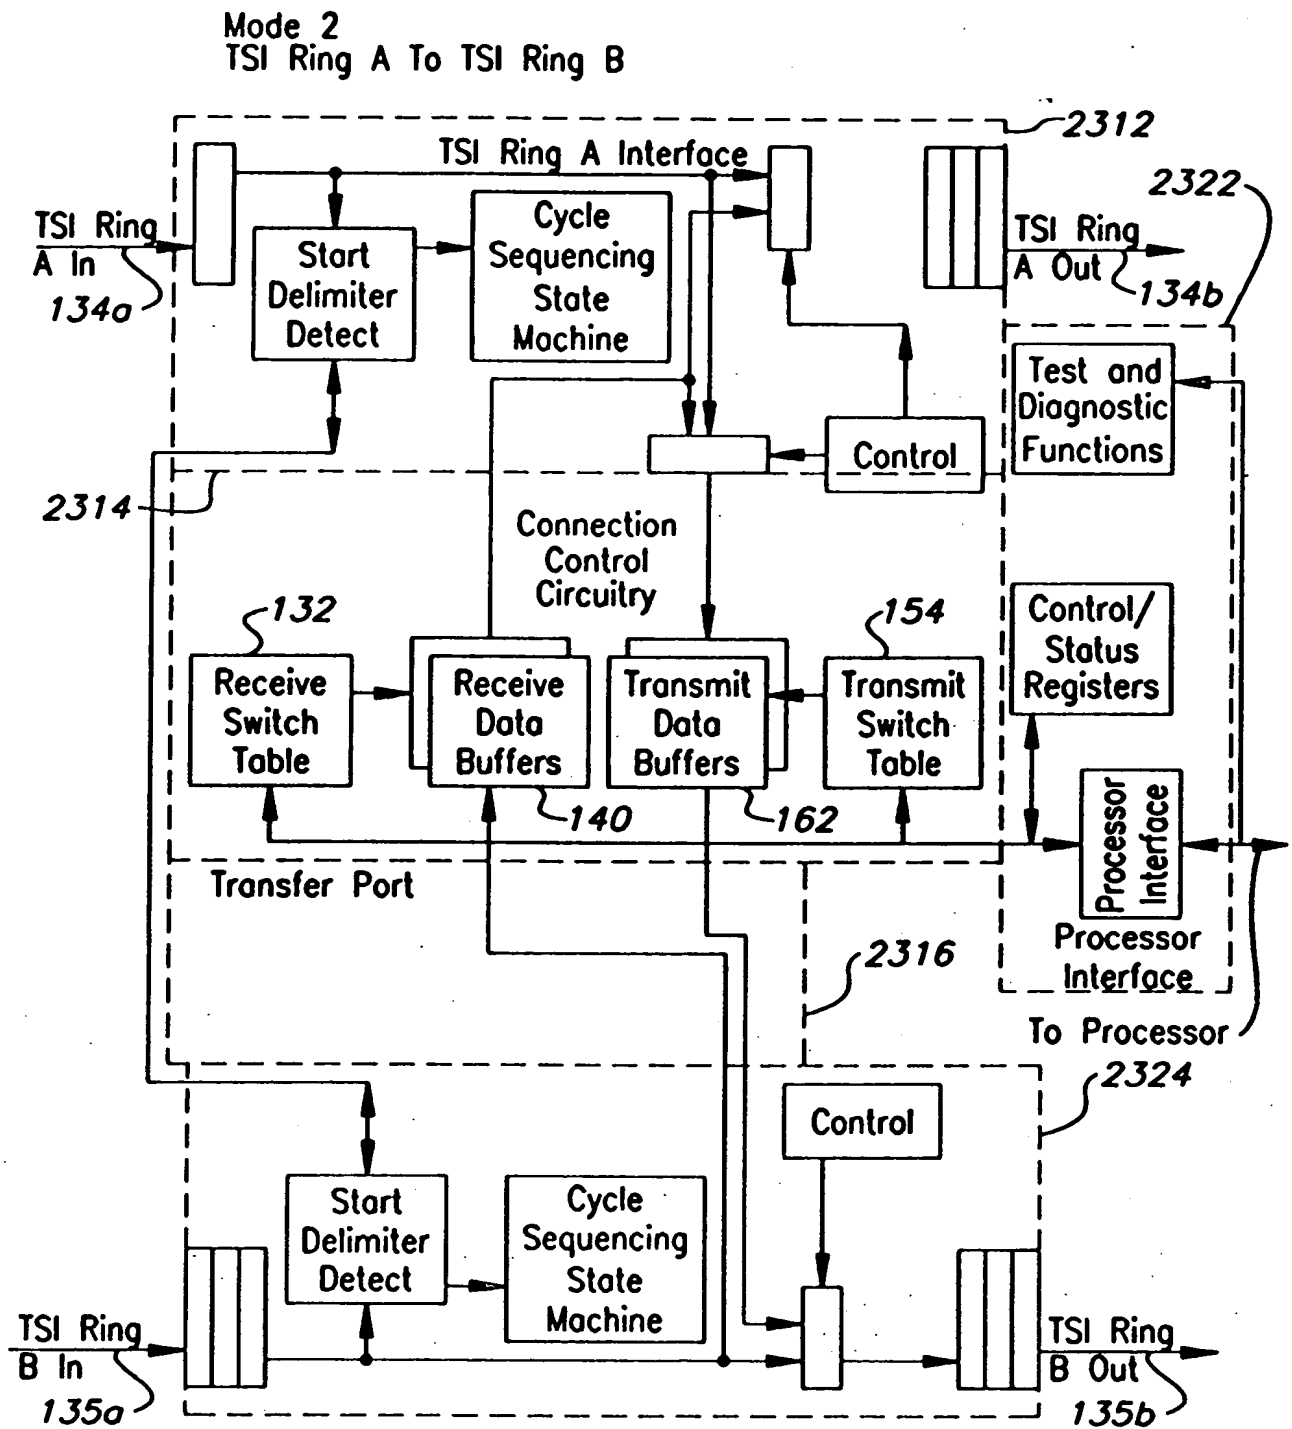 Mode 2
TSI Ring A To TSI Ring B
2312
TSI Ring A Interface
2322
TSI Ring
A In
134a
Start
Delimiter
Detect
Cycle
Sequencing
State
Machine
TSI Ring
A Out
134b
Test and
Diagnostic
Functions
Control
2314
Connection
Control
Circuitry
132
154
Receive
Switch
Table
Receive
Data
Buffers
Transmit
Data
Buffers
Transmit
Switch
Table
Control/
Status
Registers
140
162
Processor
Interface
Transfer Port
Processor
Interface
2316
To Processor
2324
Control
Start
Delimiter
Detect
Cycle
Sequencing
State
Machine
TSI Ring
B In
135a
TSI Ring
B Out
135b